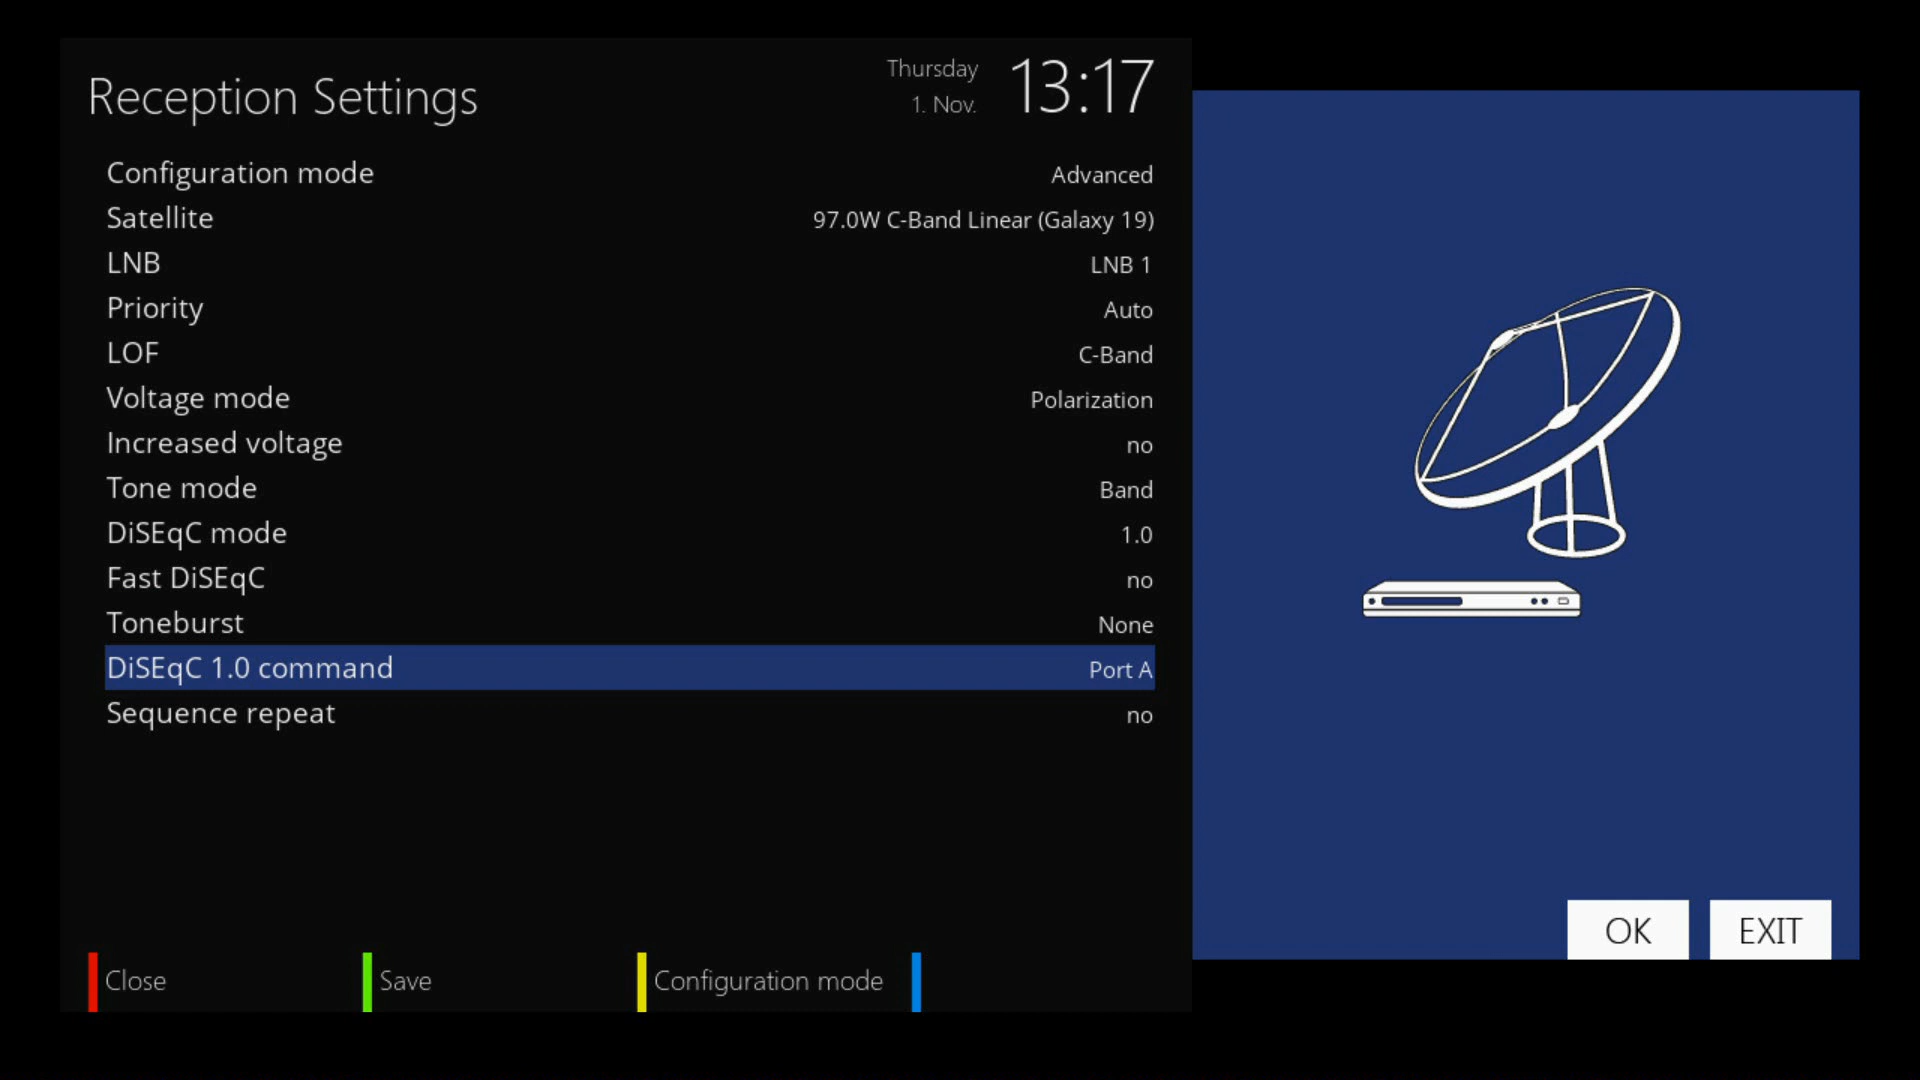 Reception Settings
Thursday
1. Nov.
13:17
Configuration mode Advanced
Satellite 97.0W C-Band Linear (Galaxy 19)
LNB LNB 1
Priority Auto
LOF C-Band
Voltage mode Polarization
Increased voltage no
Tone mode Band
DiSEqC mode 1.0
Fast DiSEqC no
Toneburst None
DiSEqC 1.0 command Port A
Sequence repeat no
OK EXIT
Close Save Configuration mode